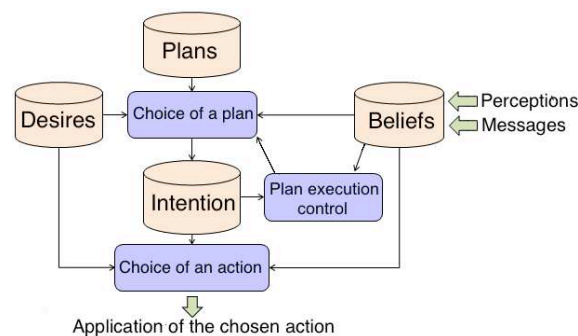 Plans
Desires
Choice of a plan
Beliefs
Perceptions
Messages
Intention
Plan execution
control
Choice of an action
Application of the chosen action